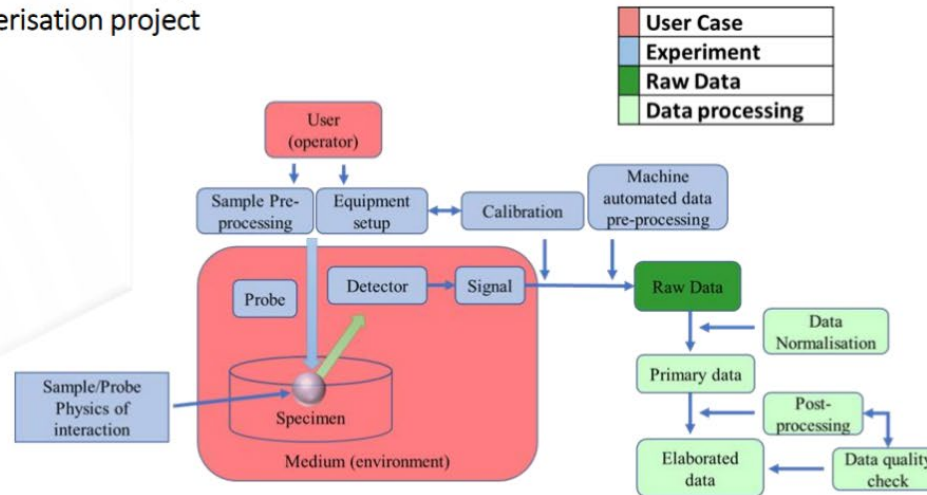 erisation project
User Case
Experiment
Raw Data
Data processing
User
(operator)
Sample Pre-
processing
Equipment
setup
Calibration
Machine
automated data
pre-processing
Probe
Detector
Signal
Raw Data
Data
Normalisation
Sample/Probe
Physics of
interaction
Specimen
Primary data
Post-
processing
Medium (environment)
Elaborated
data
Data quality
check